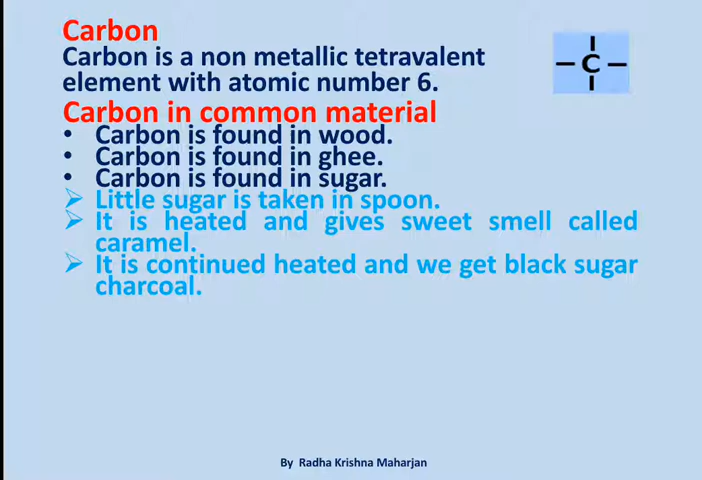 Carbon
Carbon is a non metallic tetravalent
element with atomic number 6.
– C –
Carbon in common material
• Carbon is found in wood.
• Carbon is found in ghee.
• Carbon is found in sugar.
➢ Little sugar is taken in spoon.
➢ It is heated and gives sweet smell called
caramel.
➢ It is continued heated and we get black sugar
charcoal.
By Radha Krishna Maharjan